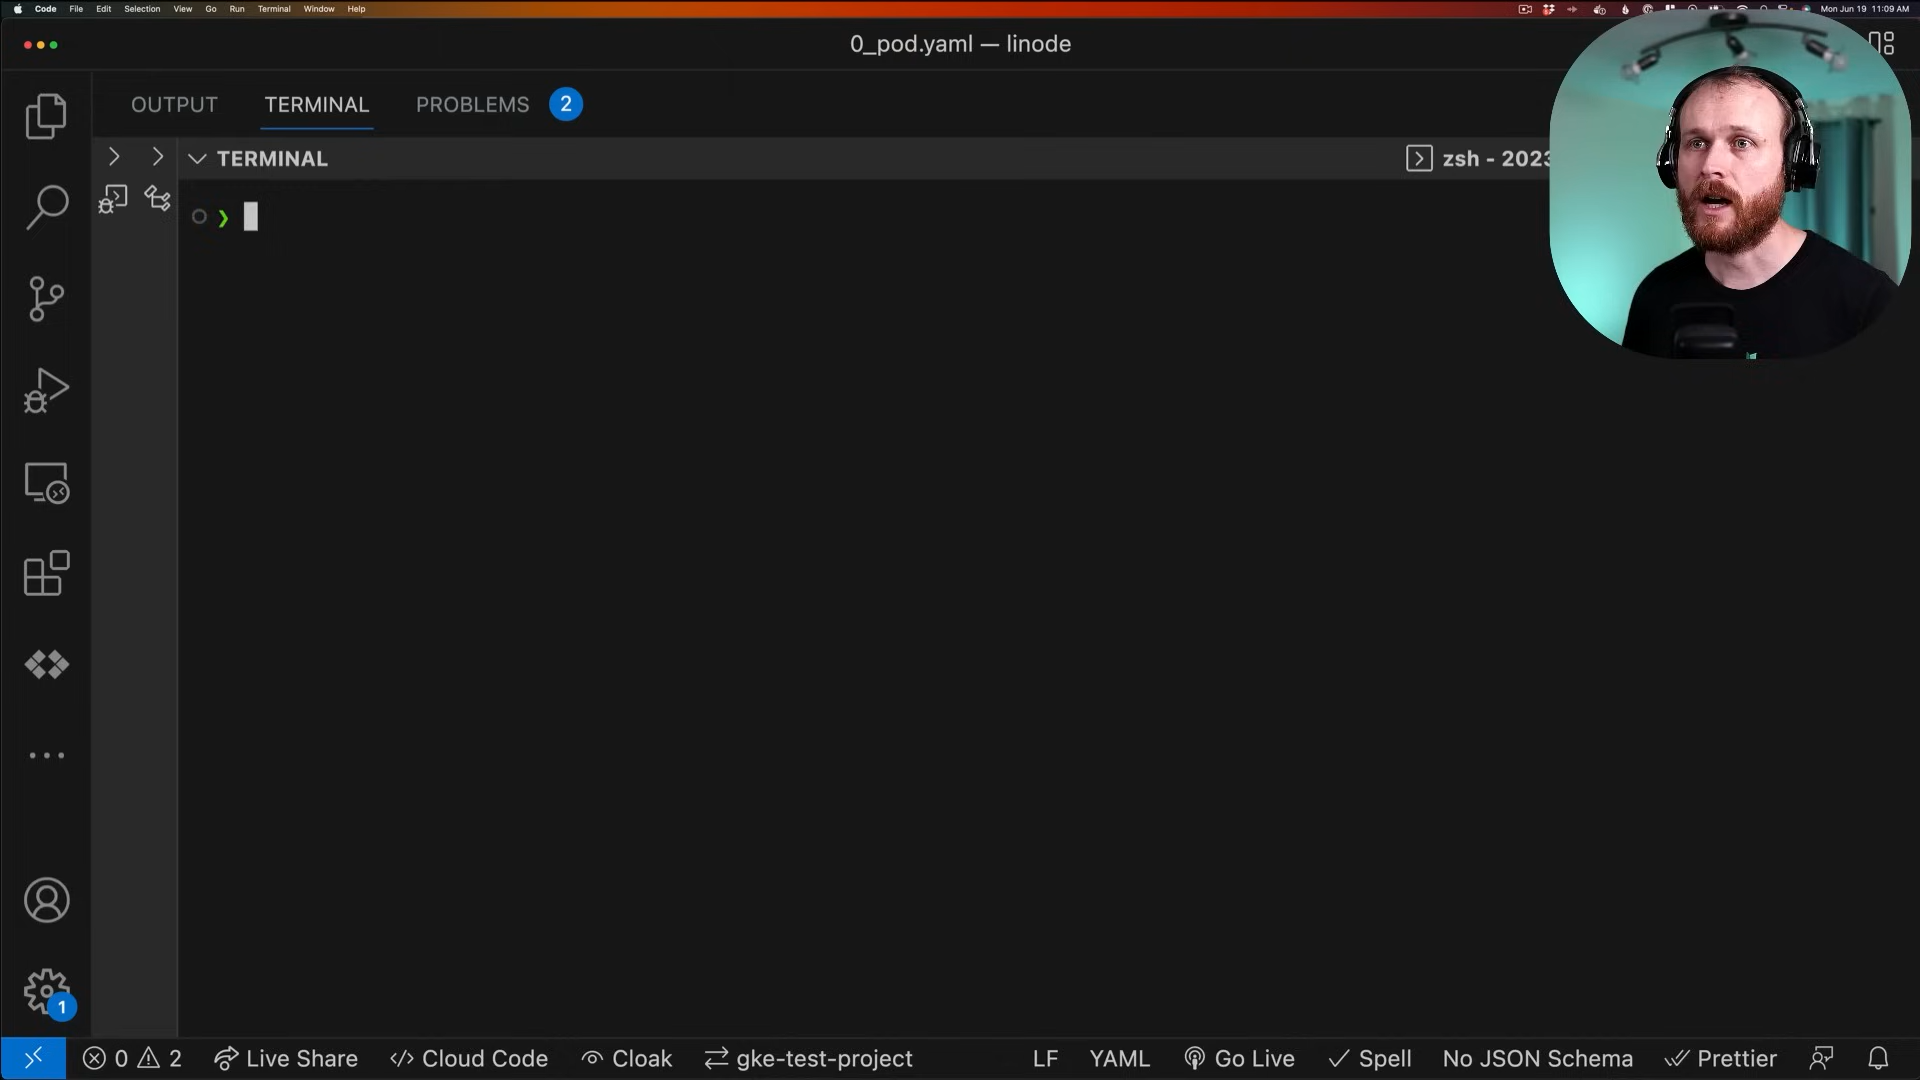 Code File Edit Selection View Go Run Terminal Window Help
Mon Jun 19 11:09 AM
0_pod.yaml — linode
OUTPUT TERMINAL PROBLEMS 2
TERMINAL
zsh - 2023
1
0 2 Live Share Cloud Code Cloak gke-test-project
LF YAML Go Live Spell No JSON Schema Prettier